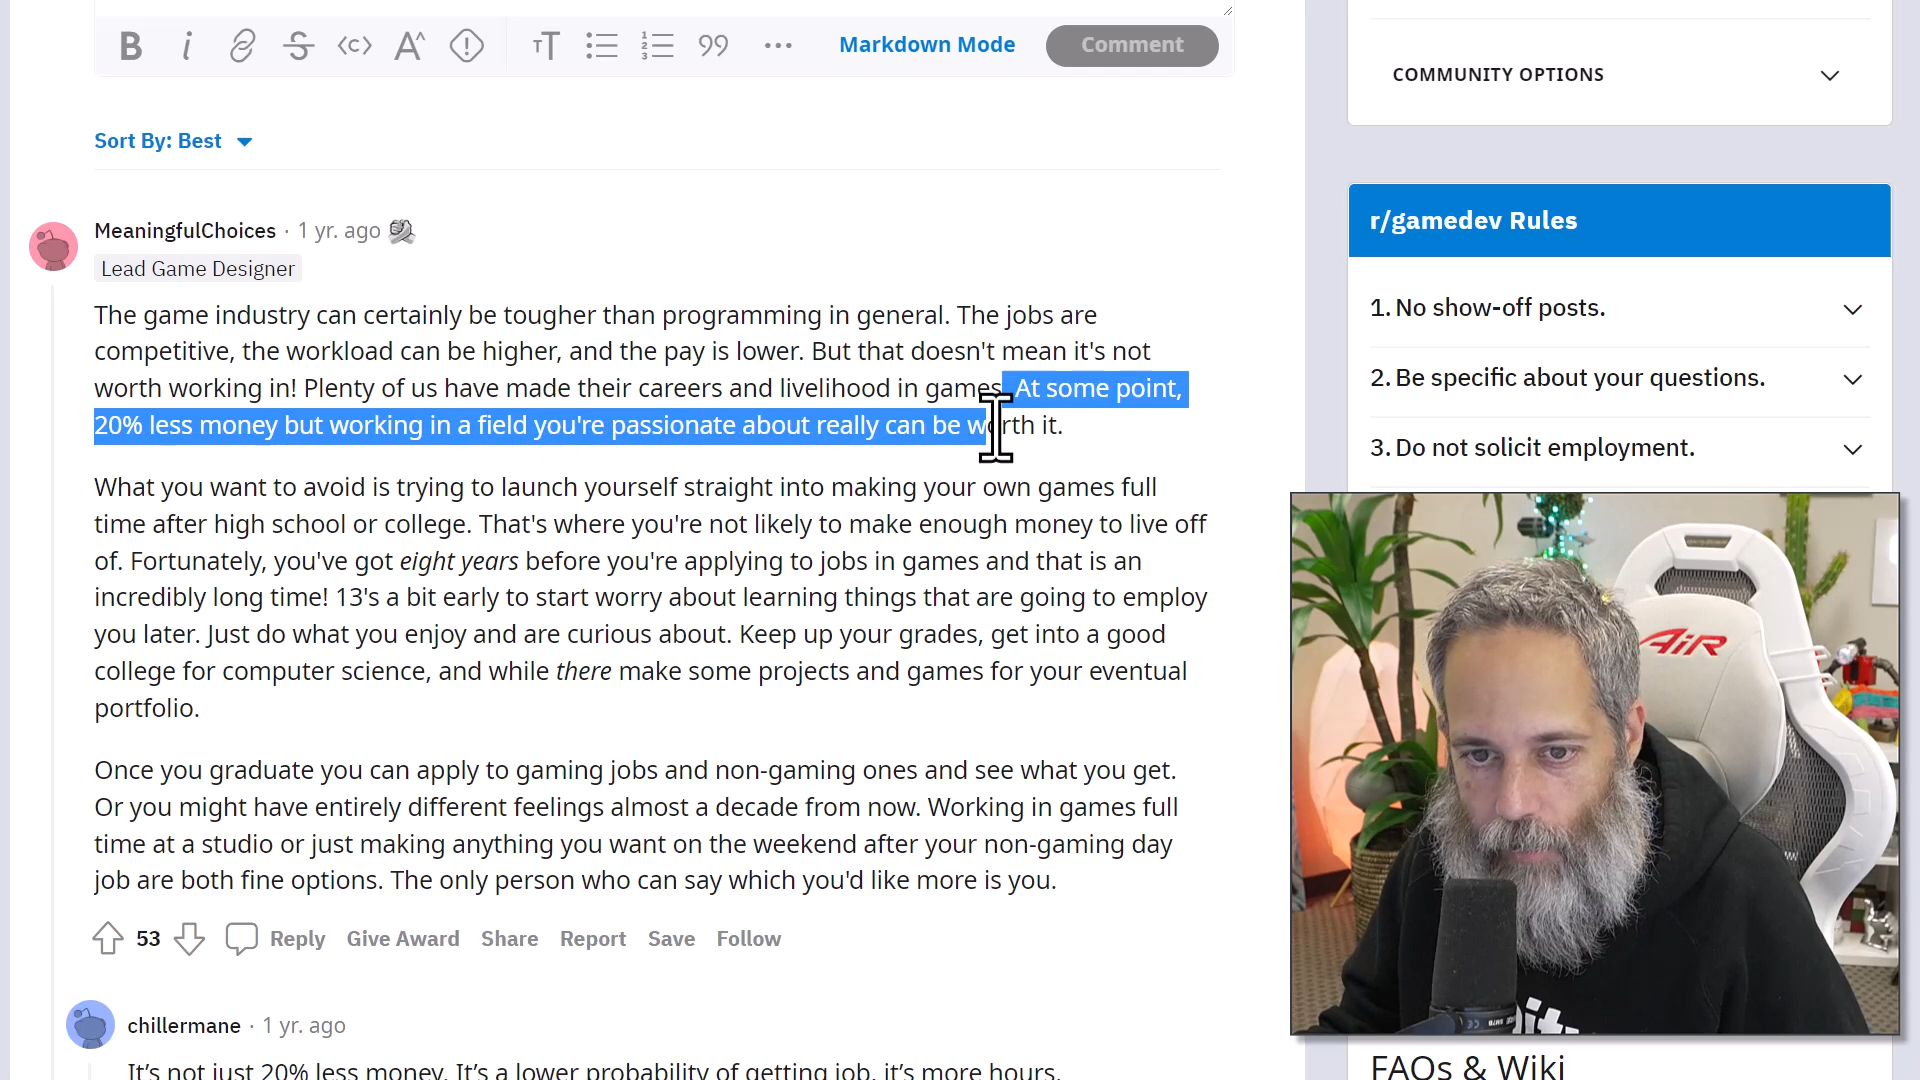 B i <c> A^ TT 99 ... Markdown Mode Comment
COMMUNITY OPTIONS
Sort By: Best
MeaningfulChoices · 1 yr. ago
Lead Game Designer
The game industry can certainly be tougher than programming in general. The jobs are
competitive, the workload can be higher, and the pay is lower. But that doesn't mean it's not
worth working in! Plenty of us have made their careers and livelihood in games. At some point,
20% less money but working in a field you're passionate about really can be worth it.
What you want to avoid is trying to launch yourself straight into making your own games full
time after high school or college. That's where you're not likely to make enough money to live off
of. Fortunately, you've got eight years before you're applying to jobs in games and that is an
incredibly long time! 13's a bit early to start worry about learning things that are going to employ
you later. Just do what you enjoy and are curious about. Keep up your grades, get into a good
college for computer science, and while there make some projects and games for your eventual
portfolio.
Once you graduate you can apply to gaming jobs and non-gaming ones and see what you get.
Or you might have entirely different feelings almost a decade from now. Working in games full
time at a studio or just making anything you want on the weekend after your non-gaming day
job are both fine options. The only person who can say which you'd like more is you.
53 Reply Give Award Share Report Save Follow
chillermane · 1 yr. ago
It's not just 20% less money. It's a lower probability of getting job, it's more hours.
r/gamedev Rules
1. No show-off posts.
2. Be specific about your questions.
3. Do not solicit employment.
AiR
FAQs & Wiki